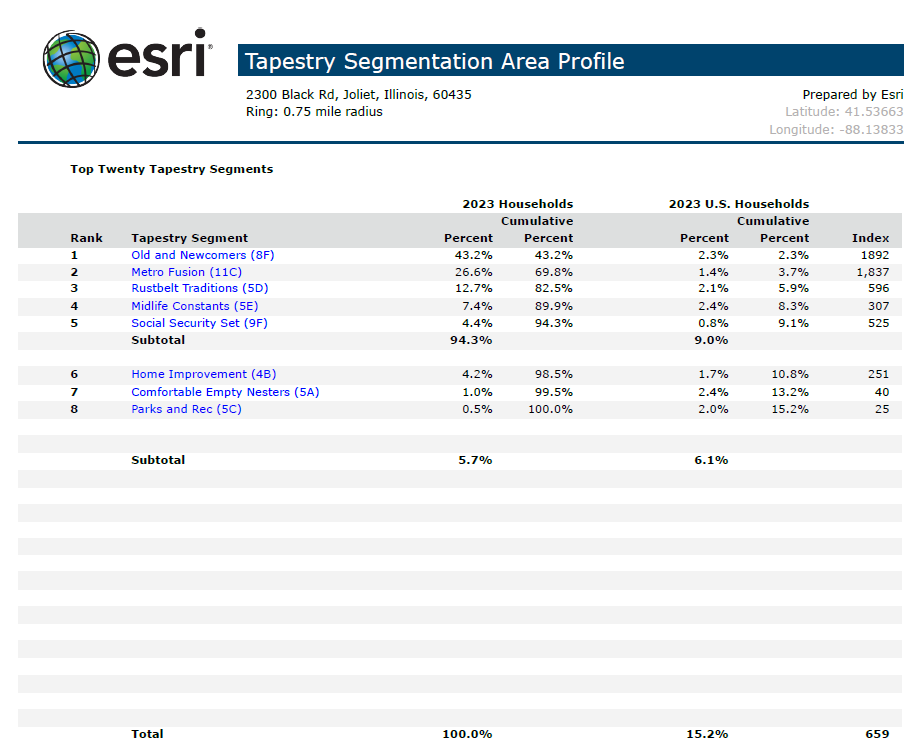 esri®
Tapestry Segmentation Area Profile
2300 Black Rd, Joliet, Illinois, 60435 Prepared by Esri
Ring: 0.75 mile radius Latitude: 41.53663
Longitude: -88.13833
Top Twenty Tapestry Segments
2023 Households 2023 U.S. Households
Cumulative Cumulative
Rank Tapestry Segment Percent Percent Percent Percent Index
1 Old and Newcomers (8F) 43.2% 43.2% 2.3% 2.3% 1892
2 Metro Fusion (11C) 26.6% 69.8% 1.4% 3.7% 1,837
3 Rustbelt Traditions (5D) 12.7% 82.5% 2.1% 5.9% 596
4 Midlife Constants (5E) 7.4% 89.9% 2.4% 8.3% 307
5 Social Security Set (9F) 4.4% 94.3% 0.8% 9.1% 525
Subtotal 94.3% 9.0%
6 Home Improvement (4B) 4.2% 98.5% 1.7% 10.8% 251
7 Comfortable Empty Nesters (5A) 1.0% 99.5% 2.4% 13.2% 40
8 Parks and Rec (5C) 0.5% 100.0% 2.0% 15.2% 25
Subtotal 5.7% 6.1%
Total 100.0% 15.2% 659